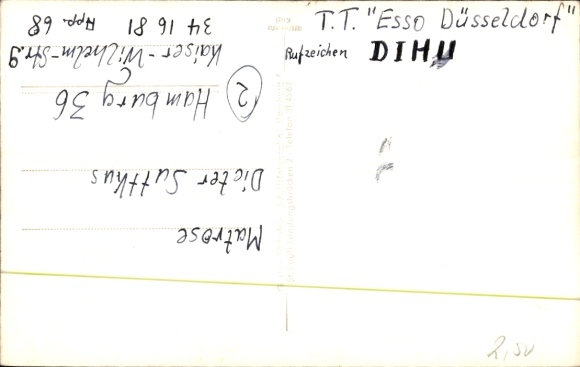 T.T. "Esso Düsseldorf"
Rufzeichen DIHU
Matrose
Dieter Sutthus
(2) Hamburg 36
Kaiser-Wilhelm-Str.9
34 16 81 App. 68
2,50